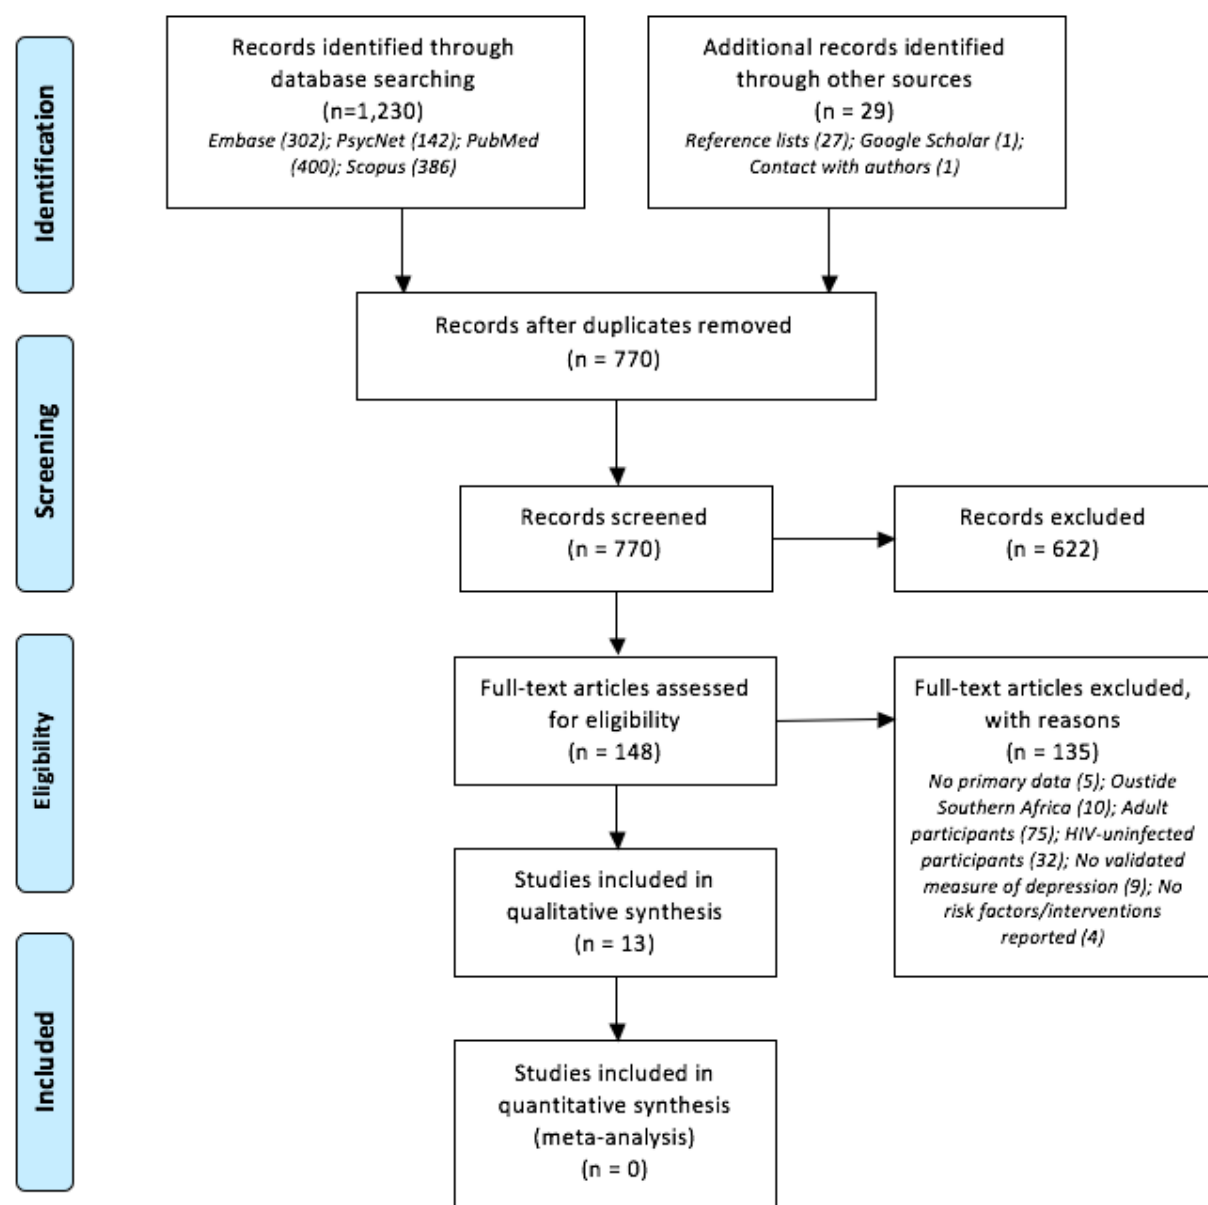 Identification
Records identified through
database searching
(n=1,230)
Embase (302); PsycNet (142); PubMed
(400); Scopus (386)
Additional records identified
through other sources
(n = 29)
Reference lists (27); Google Scholar (1);
Contact with authors (1)
Records after duplicates removed
(n = 770)
Screening
Records screened
(n = 770)
Records excluded
(n = 622)
Eligibility
Full-text articles assessed
for eligibility
(n = 148)
Full-text articles excluded,
with reasons
(n = 135)
No primary data (5); Oustide
Southern Africa (10); Adult
participants (75); HIV-uninfected
participants (32); No validated
measure of depression (9); No
risk factors/interventions
reported (4)
Studies included in
qualitative synthesis
(n = 13)
Included
Studies included in
quantitative synthesis
(meta-analysis)
(n = 0)